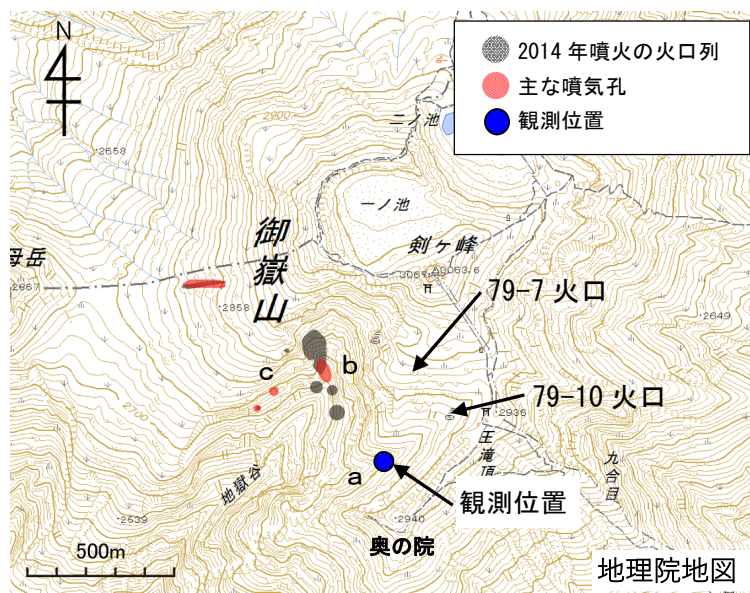 N
2014年噴火の火口列
主な噴気孔
観測位置
2900
二ノ池
・2658
一ノ池
御嶽山
剣ヶ峰
母岳
3067
3063.6
2867
79-7 火口
・2858
・2649
b
c
79-10 火口
2700
・2936
王滝頂
a
九合目
地獄谷
観測位置
・2539
・2940
500m
奥の院
地理院地図